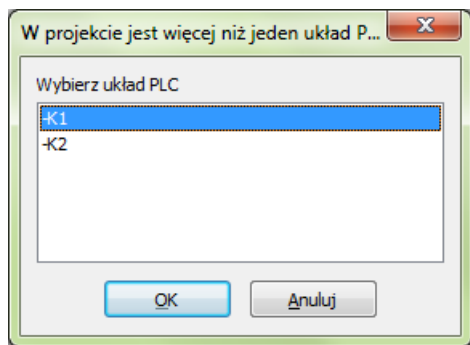 W projekcie jest więcej niż jeden układ P...
Wybierz układ PLC
-K1
-K2
OK
Anuluj